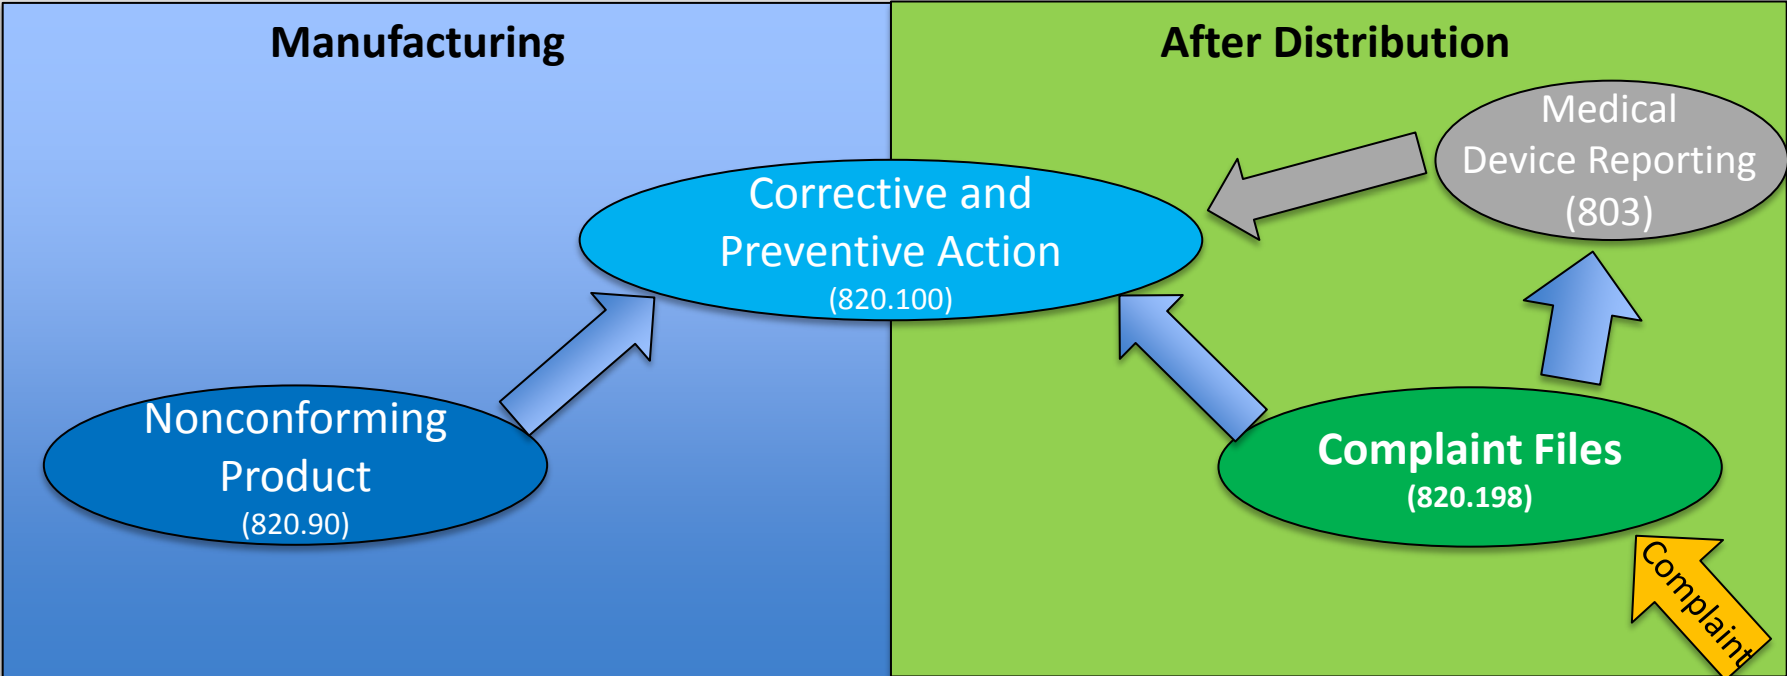 Manufacturing
After Distribution
Medical
Device Reporting
(803)
Corrective and
Preventive Action
(820.100)
Nonconforming
Product
(820.90)
Complaint Files
(820.198)
Complaint